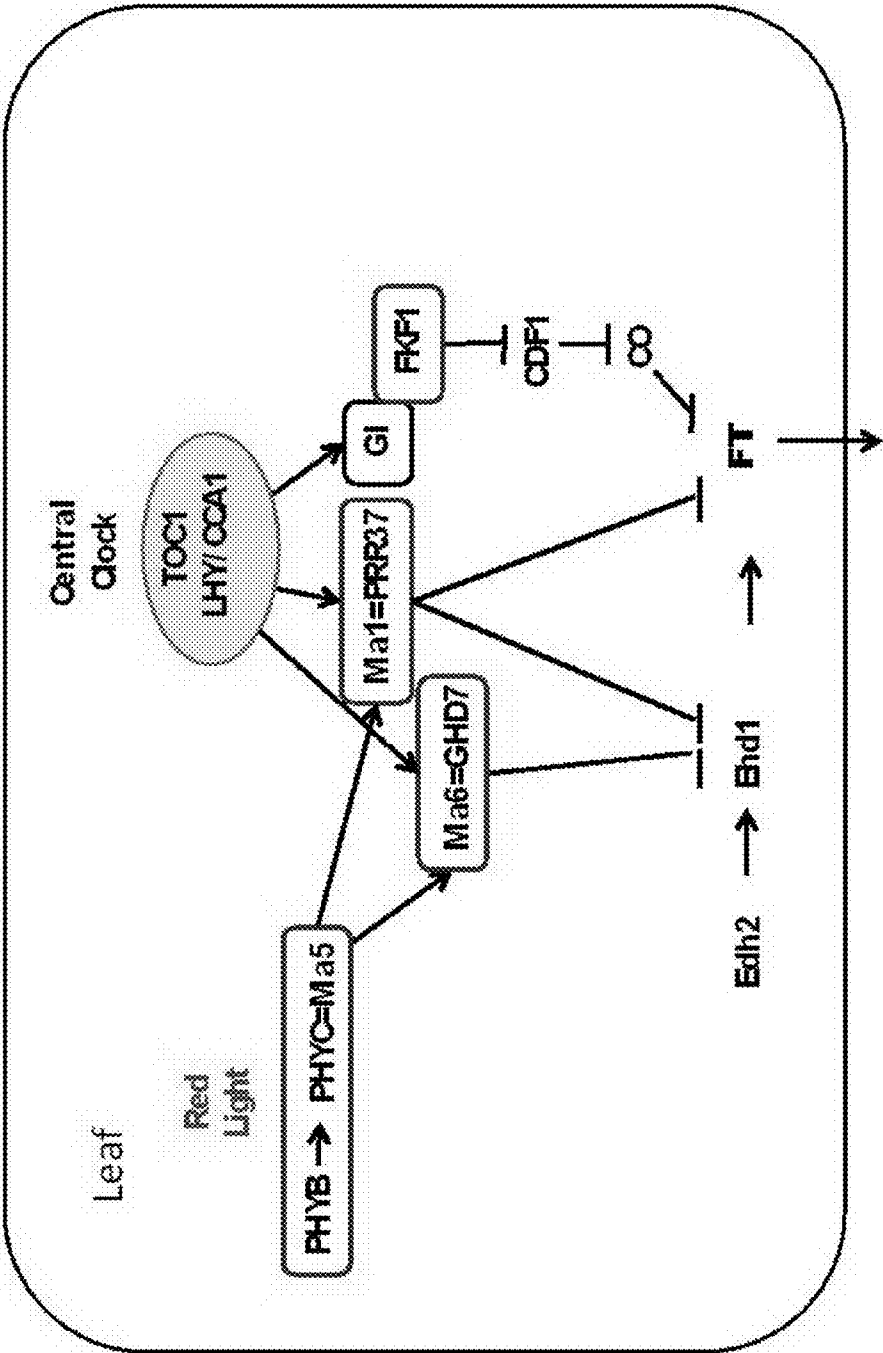 Leaf
Red
Light
Central
Clock
TOC1
LHY/CCA1
PHYB → PHYC=Ma5
Ma1=PRR37
GI
FKF1
Ma6=GHD7
CDF1
CO
Edh2
Ehd1
FT